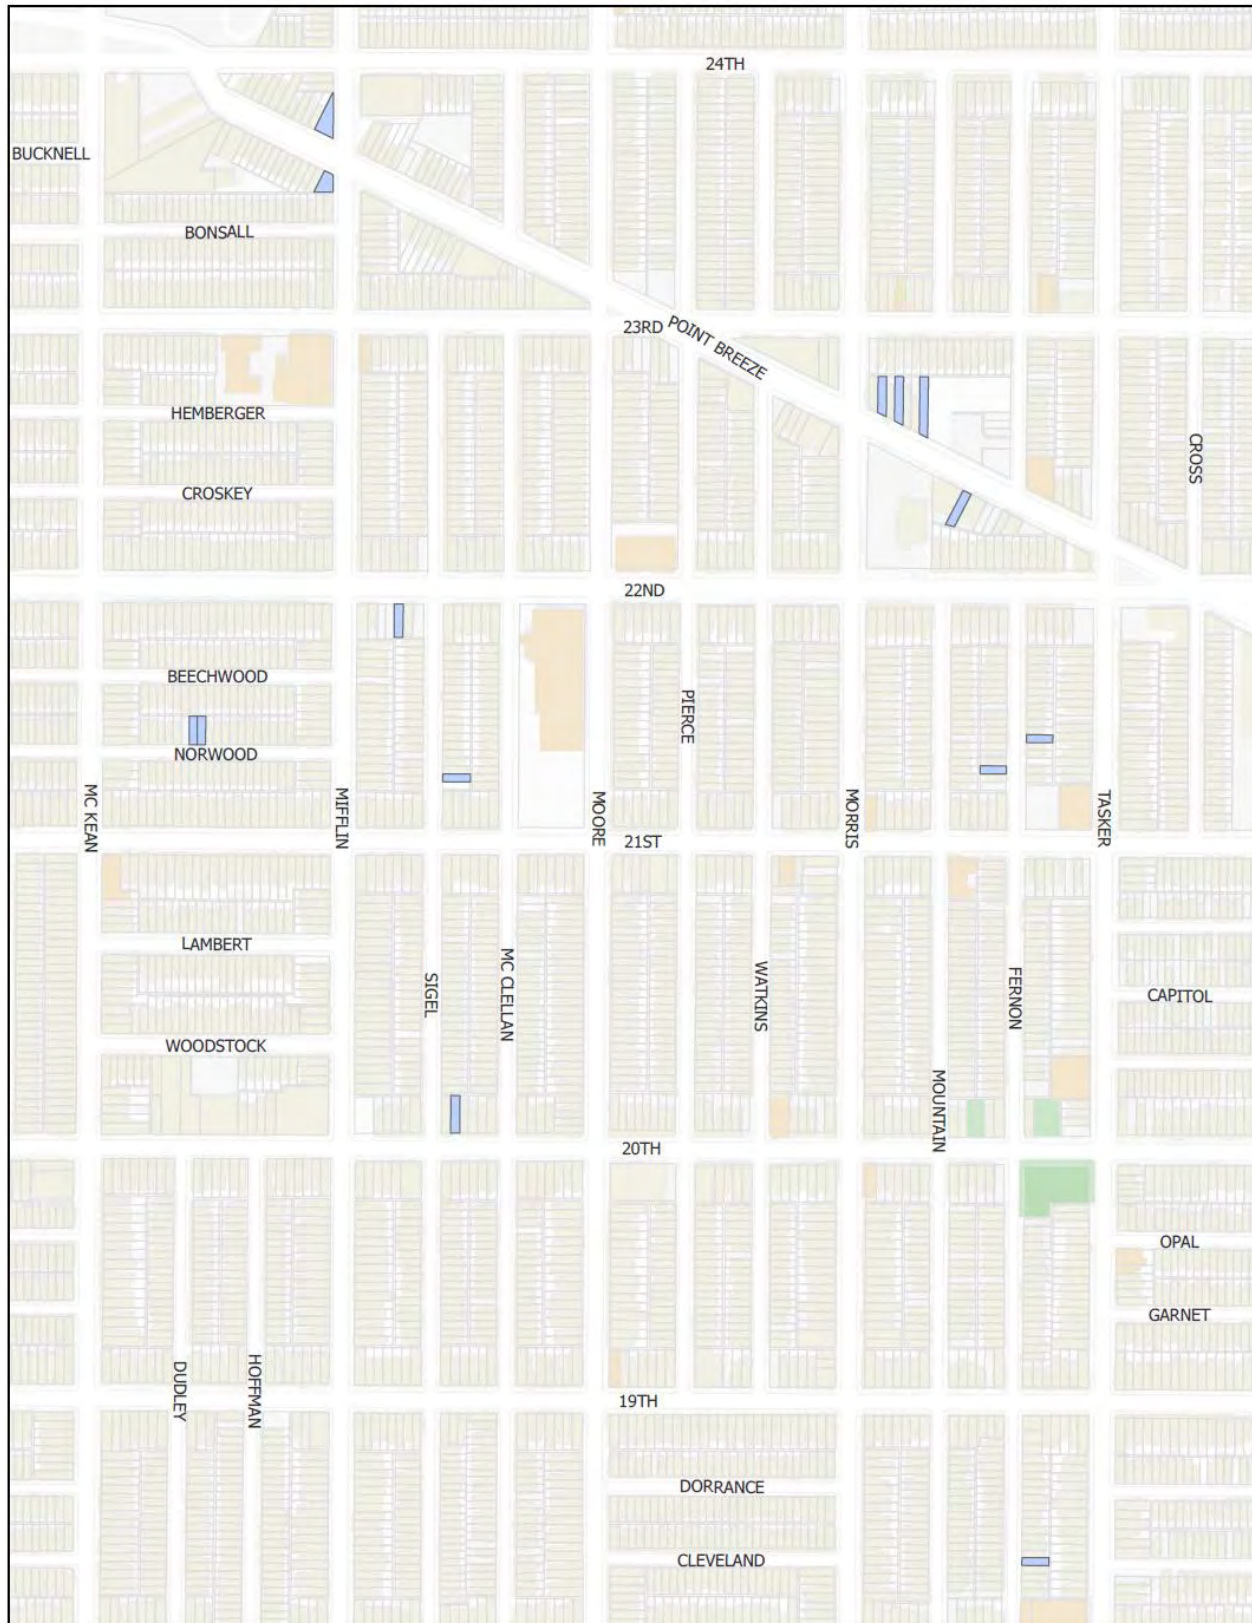 24TH
BUCKNELL
BONSALL
23RD
POINT BREEZE
HEMBERGER
CROSS
CROSKEY
22ND
BEECHWOOD
PIERCE
NORWOOD
MC KEAN
MIFFLIN
MOORE
MORRIS
TASKER
21ST
LAMBERT
SIGEL
MC CLELLAN
WATKINS
FERNON
CAPITOL
WOODSTOCK
MOUNTAIN
20TH
OPAL
GARNET
DUDLEY
HOFFMAN
19TH
DORRANCE
CLEVELAND